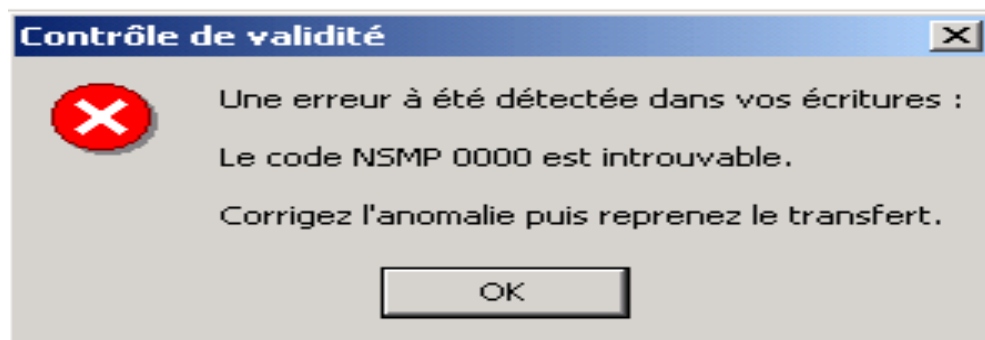 Contrôle de validité
Une erreur à été détectée dans vos écritures :
Le code NSMP 0000 est introuvable.
Corrigez l'anomalie puis reprenez le transfert.
OK